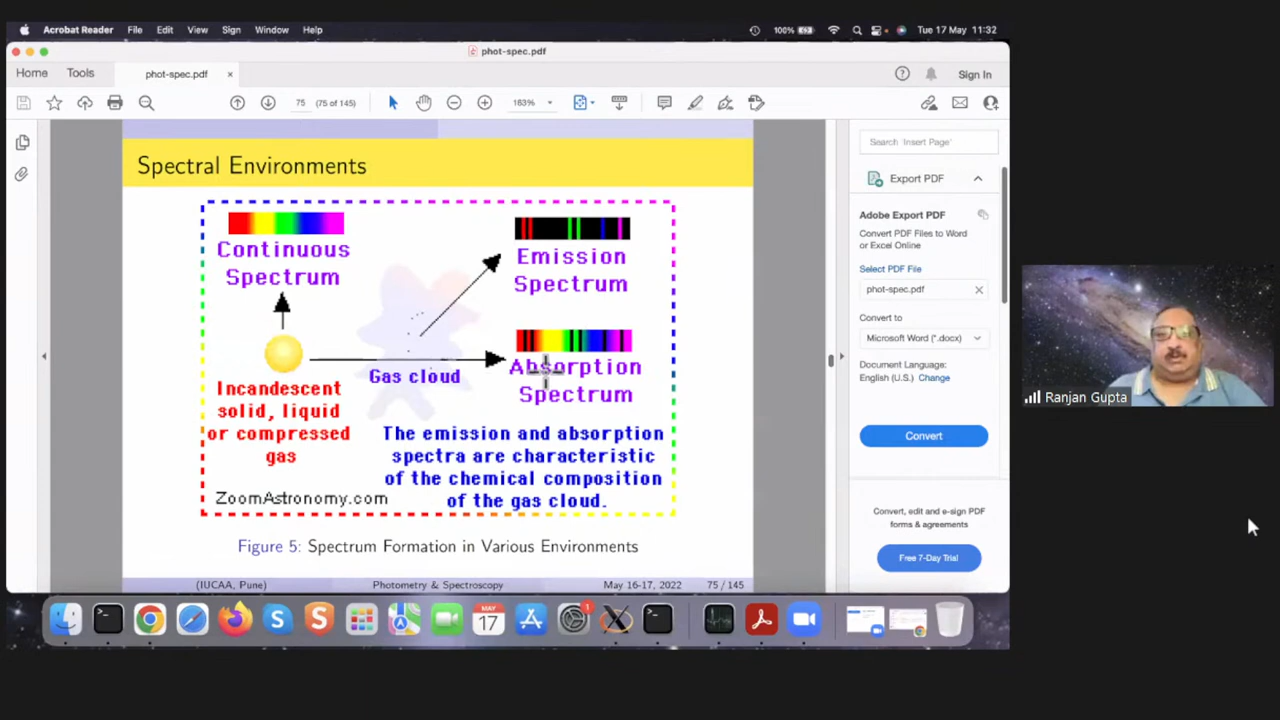 Acrobat Reader File Edit View Sign Window Help 100% Tue 17 May 11:32
phot-spec.pdf
Home Tools phot-spec.pdf × Sign In
75 (75 of 145) 163%
Spectral Environments
Continuous
Spectrum
Emission
Spectrum
Gas cloud
Absorption
Spectrum
Incandescent
solid, liquid
or compressed
gas
The emission and absorption
spectra are characteristic
of the chemical composition
of the gas cloud.
ZoomAstronomy.com
Figure 5: Spectrum Formation in Various Environments
(IUCAA, Pune) Photometry & Spectroscopy May 16-17, 2022 75 / 145
Search 'Insert Page'
Export PDF
Adobe Export PDF
Convert PDF Files to Word
or Excel Online
Select PDF File
phot-spec.pdf
Convert to
Microsoft Word (*.docx)
Document Language:
English (U.S.) Change
Convert
Convert, edit and e-sign PDF
forms & agreements
Free 7-Day Trial
Ranjan Gupta
MAY
17
1